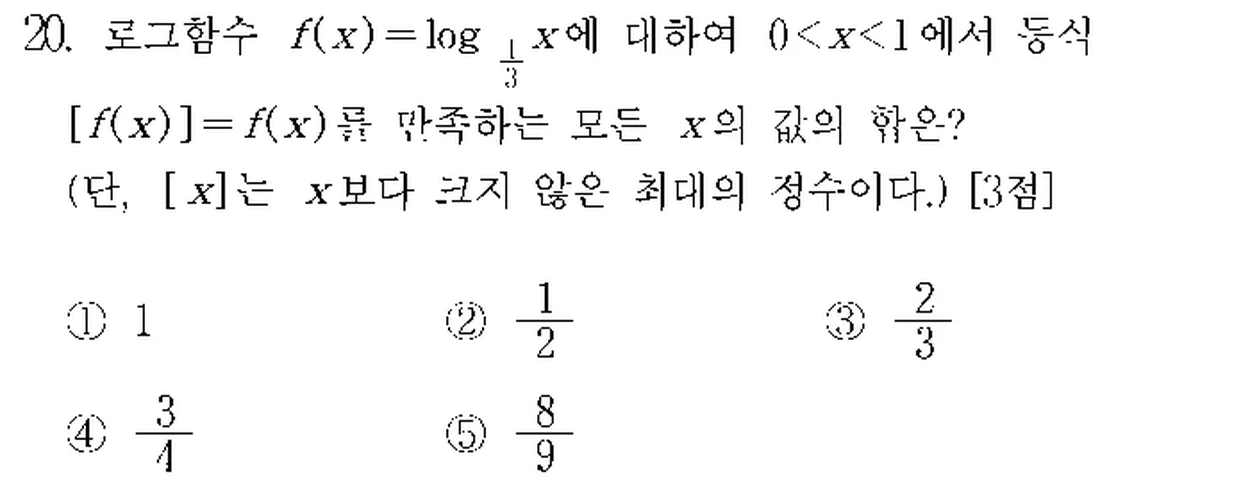 20. 로그함수 f(x)=log_{1/3} x에 대하여 0<x<1에서 등식
[f(x)]=f(x)를 만족하는 모든 x의 값의 합은?
(단, [x]는 x보다 크지 않은 최대의 정수이다.) [3점]
① 1 ② 1/2 ③ 2/3
④ 3/4 ⑤ 8/9